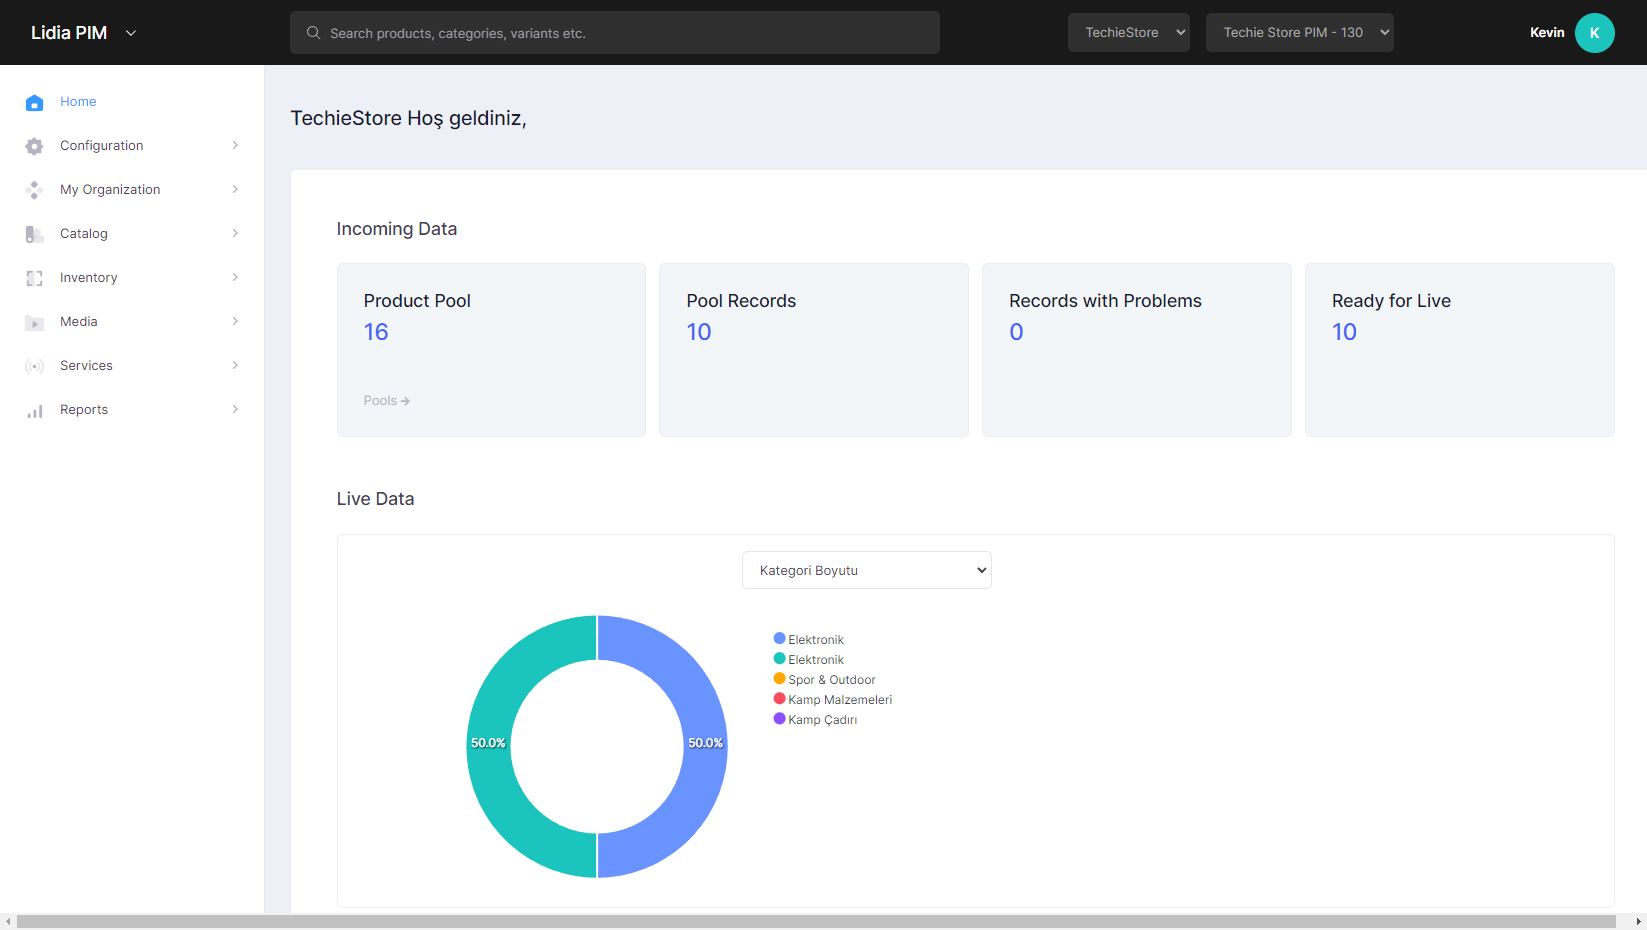 Lidia PIM
Search products, categories, variants etc.
TechieStore
Techie Store PIM - 130
Kevin
K
Home
Configuration
My Organization
Catalog
Inventory
Media
Services
Reports
TechieStore Hoş geldiniz,
Incoming Data
Product Pool
16
Pools
Pool Records
10
Records with Problems
0
Ready for Live
10
Live Data
Kategori Boyutu
50.0%
50.0%
Elektronik
Elektronik
Spor & Outdoor
Kamp Malzemeleri
Kamp Çadırı